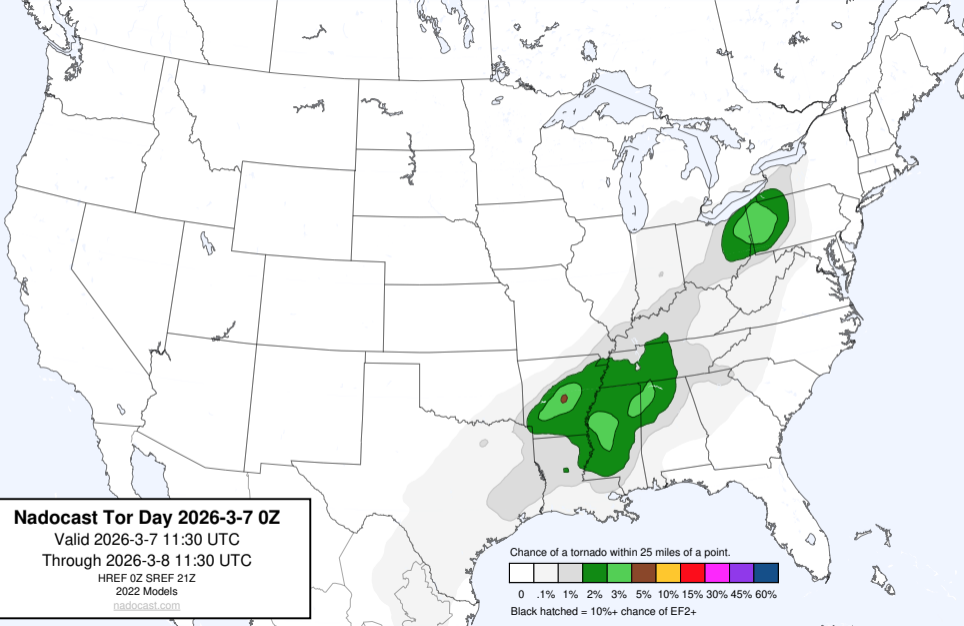 Nadocast Tor Day 2026-3-7 0Z
Valid 2026-3-7 11:30 UTC
Through 2026-3-8 11:30 UTC
HREF 0Z SREF 21Z
2022 Models
nadocast.com
Chance of a tornado within 25 miles of a point.
0 .1% 1% 2% 3% 5% 10% 15% 30% 45% 60%
Black hatched = 10%+ chance of EF2+